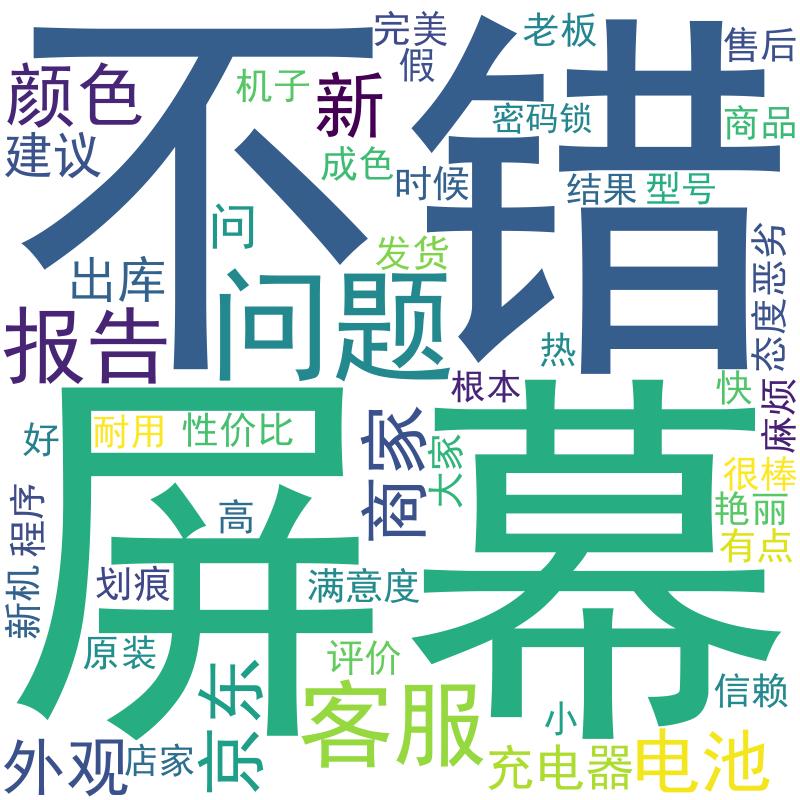 不错
完美
老板
售后
假
颜色
机子
新
密码锁
商品
建议
成色
时候
结果
型号
问
发货
态度恶劣
出库
问题
报告
热
根本
快
麻烦
屏幕
商家
大家
好
耐用
性价比
很棒
艳丽
程序
高
有点
新机
划痕
满意度
原装
评价
京东
客服
信赖
小
外观
店家
充电器
电池